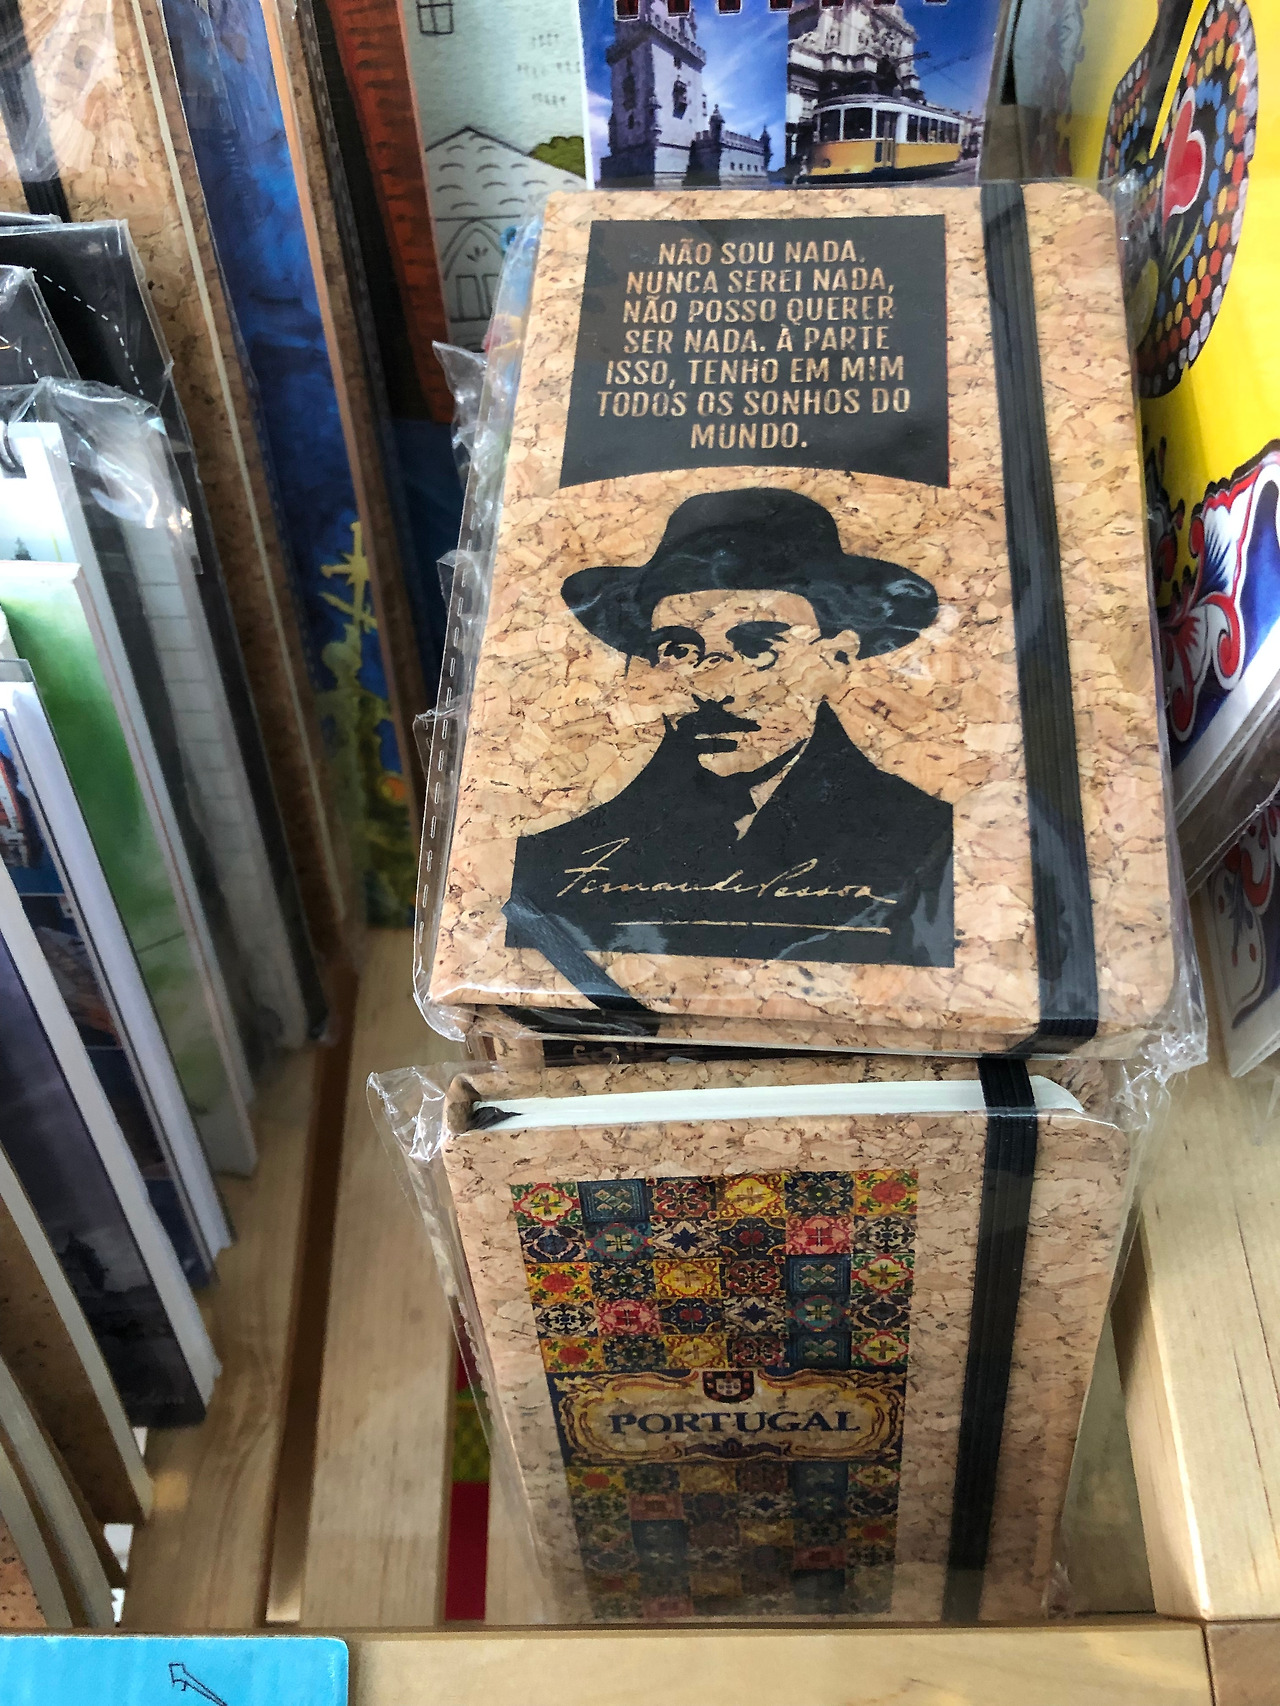 NÃO SOU NADA.
NUNCA SEREI NADA,
NÃO POSSO QUERER
SER NADA. À PARTE
ISSO, TENHO EM MIM
TODOS OS SONHOS DO
MUNDO.
Fernando Pessoa
PORTUGAL